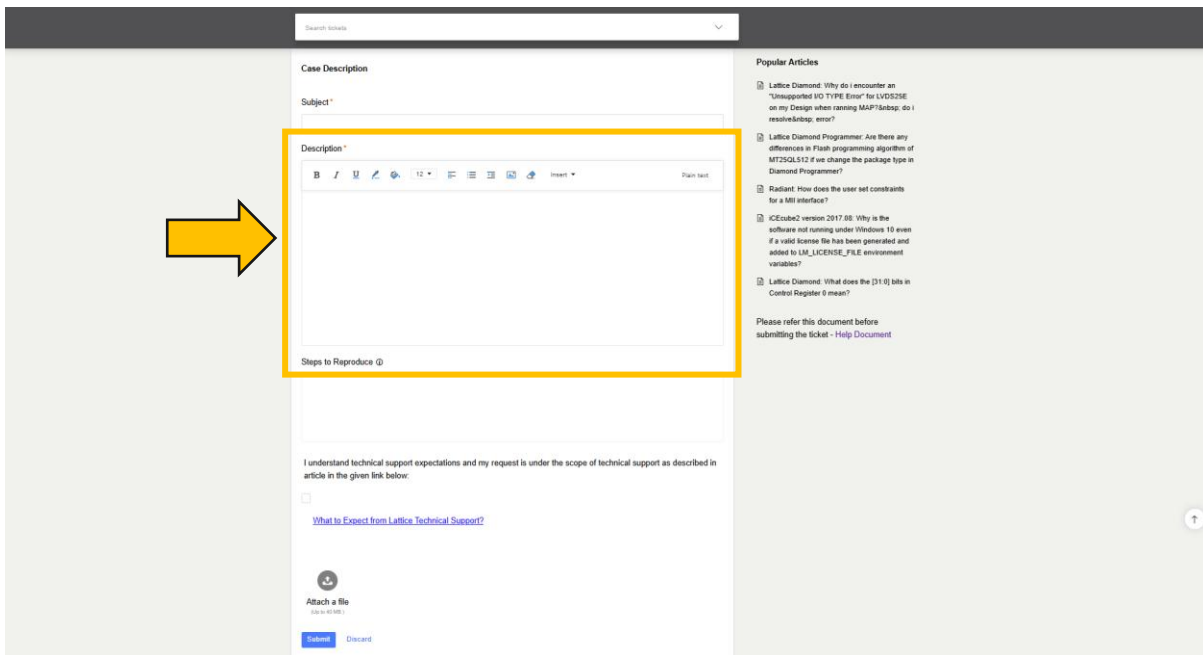 Search tickets
Case Description
Subject *
Description *
B I U 12 Insert Plain text
Steps to Reproduce
I understand technical support expectations and my request is under the scope of technical support as described in
article in the given link below:
What to Expect from Lattice Technical Support?
Attach a file
(Up to 40 MB )
Submit Discard
Popular Articles
Lattice Diamond: Why do i encounter an
"Unsupported I/O TYPE Error" for LVDS25E
on my Design when ranning MAP?&nbsp; do i
resolve&nbsp; error?
Lattice Diamond Programmer: Are there any
differences in Flash programming algorithm of
MT25QL512 if we change the package type in
Diamond Programmer?
Radiant: How does the user set constraints
for a MII interface?
iCEcube2 version 2017.08: Why is the
software not running under Windows 10 even
if a valid license file has been generated and
added to LM_LICENSE_FILE environment
variables?
Lattice Diamond: What does the [31:0] bits in
Control Register 0 mean?
Please refer this document before
submitting the ticket - Help Document